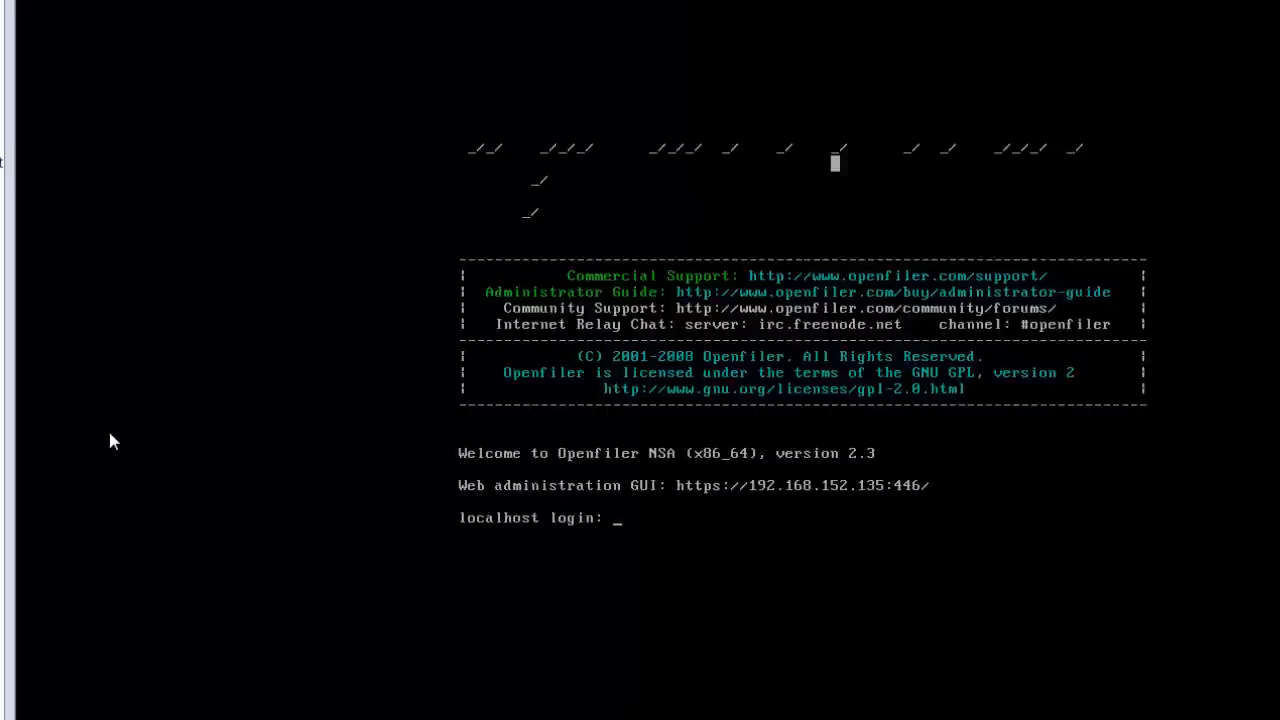 Commercial Support: http://www.openfiler.com/support/
Administrator Guide: http://www.openfiler.com/buy/administrator-guide
Community Support: http://www.openfiler.com/community/forums/
Internet Relay Chat: server: irc.freenode.net channel: #openfiler
(C) 2001-2008 Openfiler. All Rights Reserved.
Openfiler is licensed under the terms of the GNU GPL, version 2
http://www.gnu.org/licenses/gpl-2.0.html
Welcome to Openfiler NSA (x86_64), version 2.3
Web administration GUI: https://192.168.152.135:446/
localhost login: _